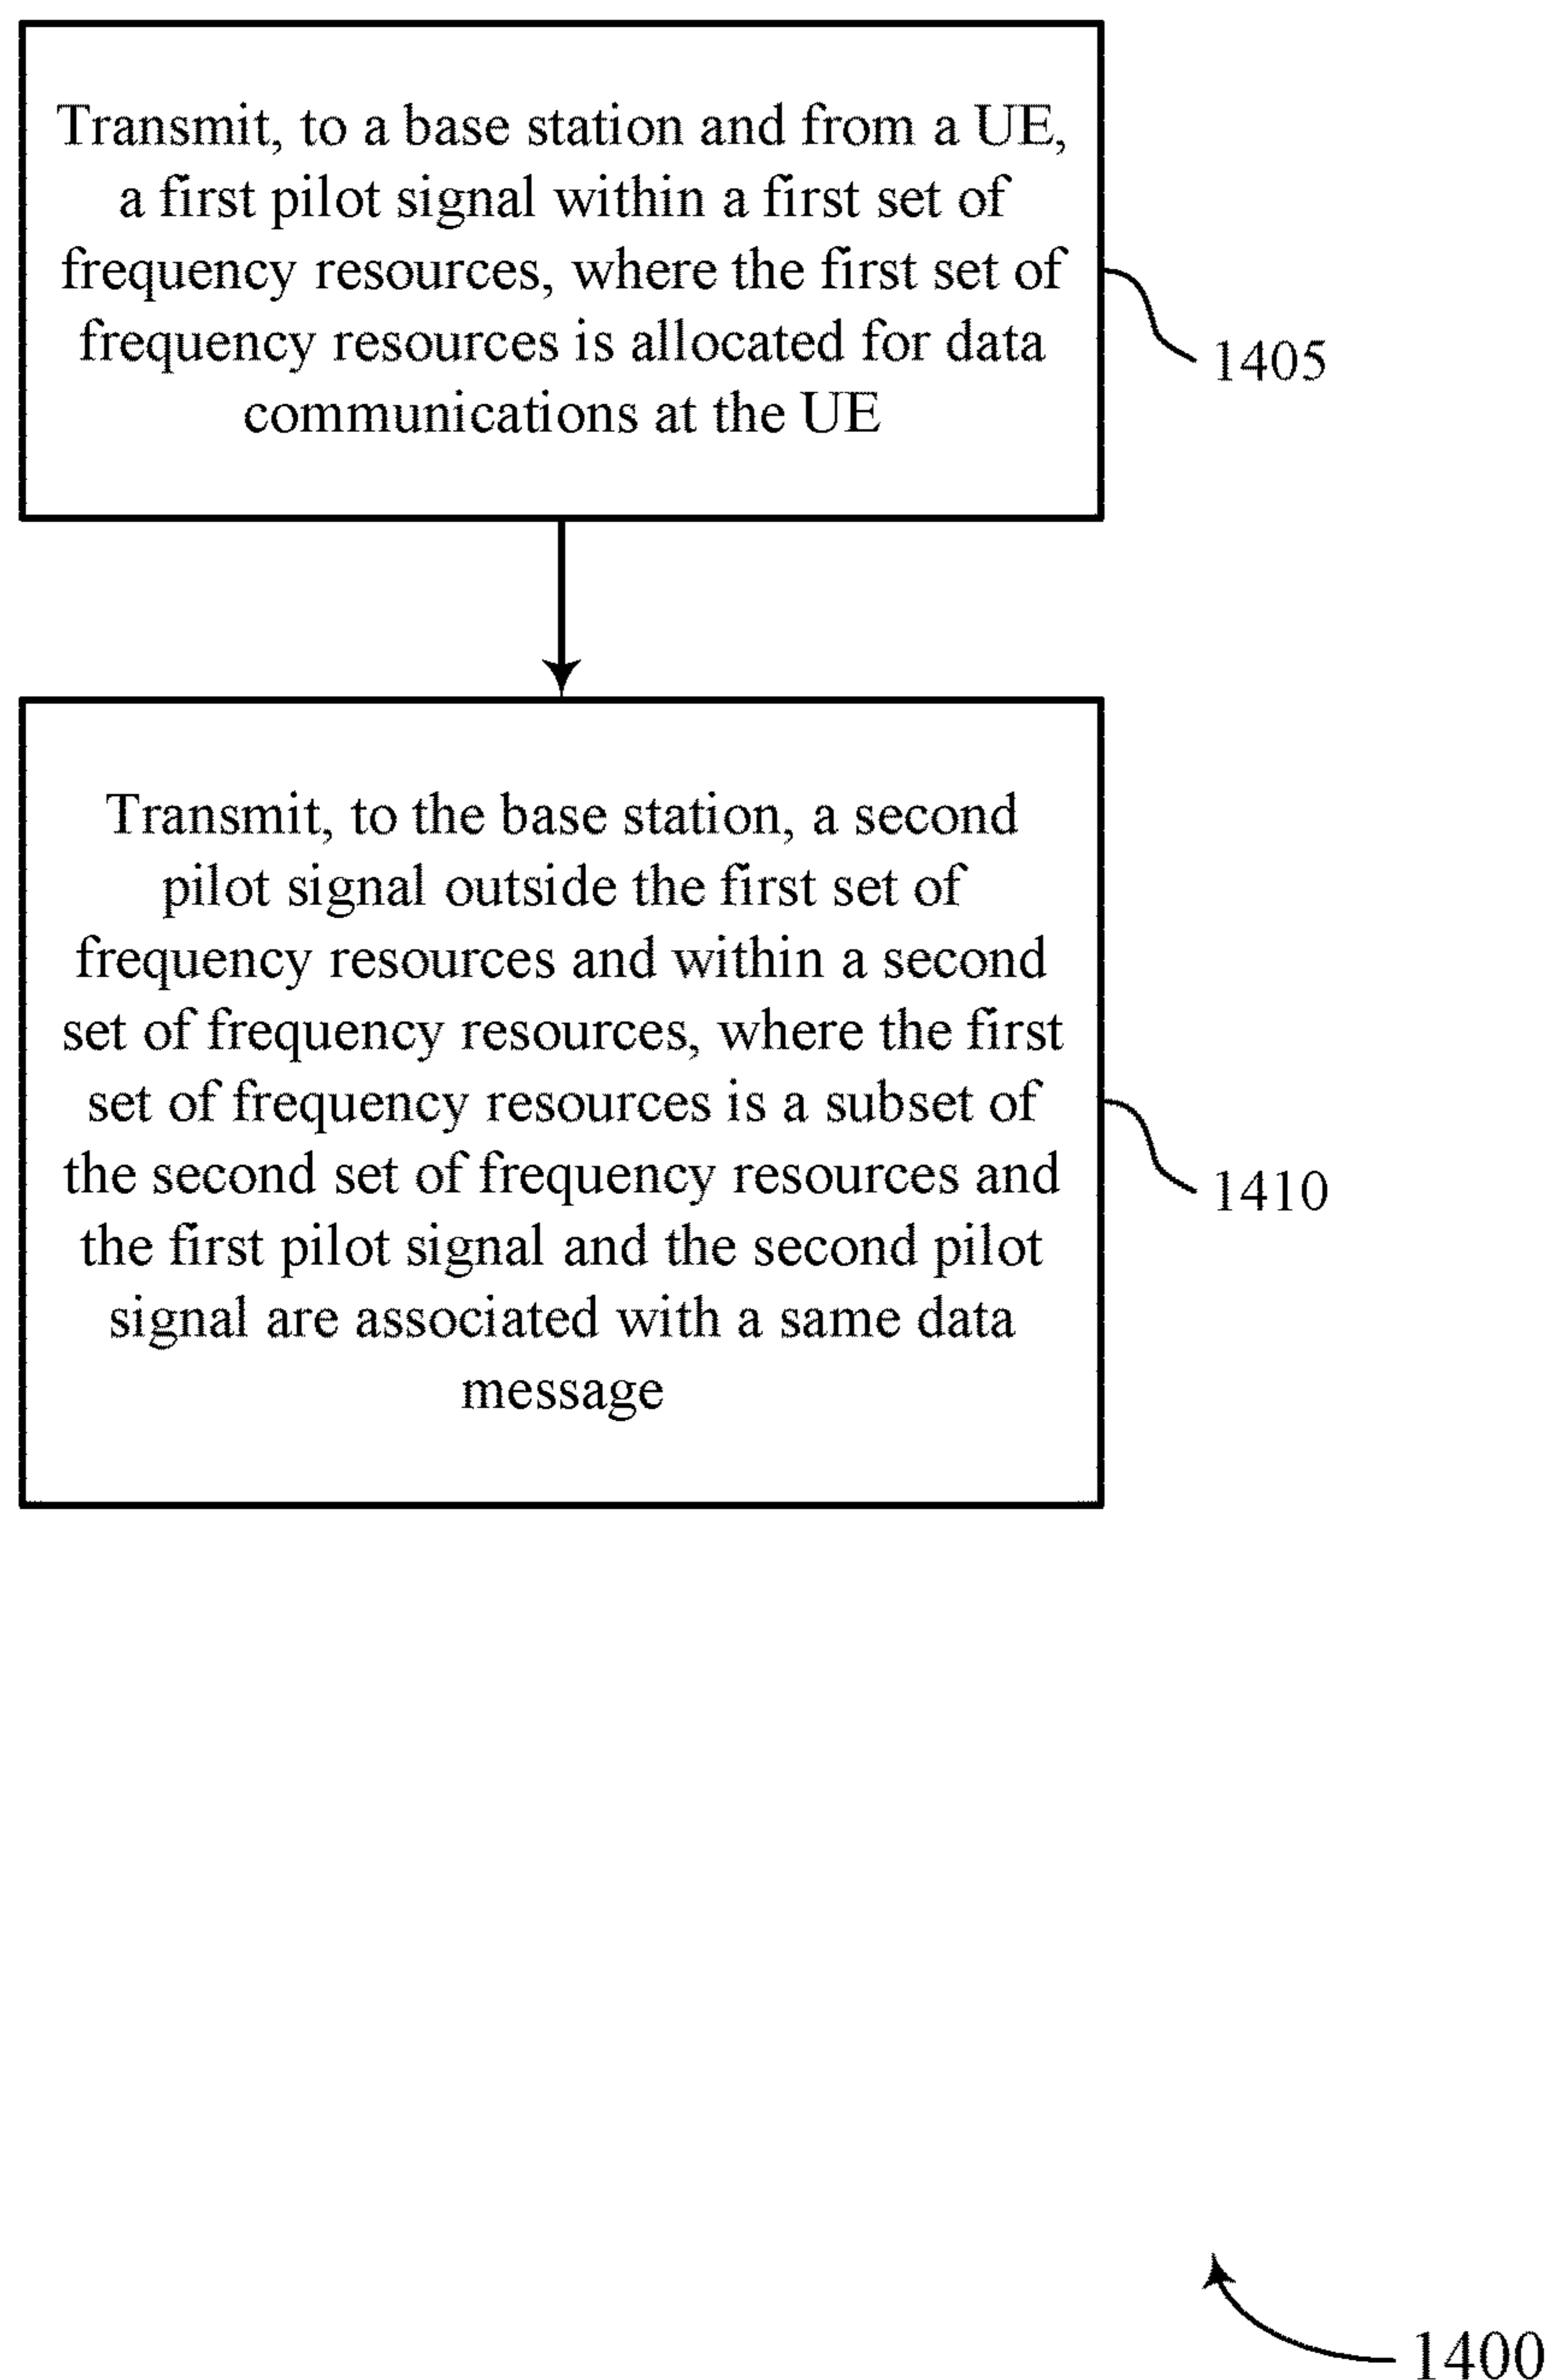 Transmit, to a base station and from a UE,
a first pilot signal within a first set of
frequency resources, where the first set of
frequency resources is allocated for data
communications at the UE
1405
Transmit, to the base station, a second
pilot signal outside the first set of
frequency resources and within a second
set of frequency resources, where the first
set of frequency resources is a subset of
the second set of frequency resources and
the first pilot signal and the second pilot
signal are associated with a same data
message
1410
1400